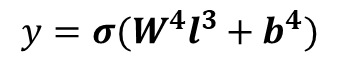 y = σ(W⁴l³ + b⁴)